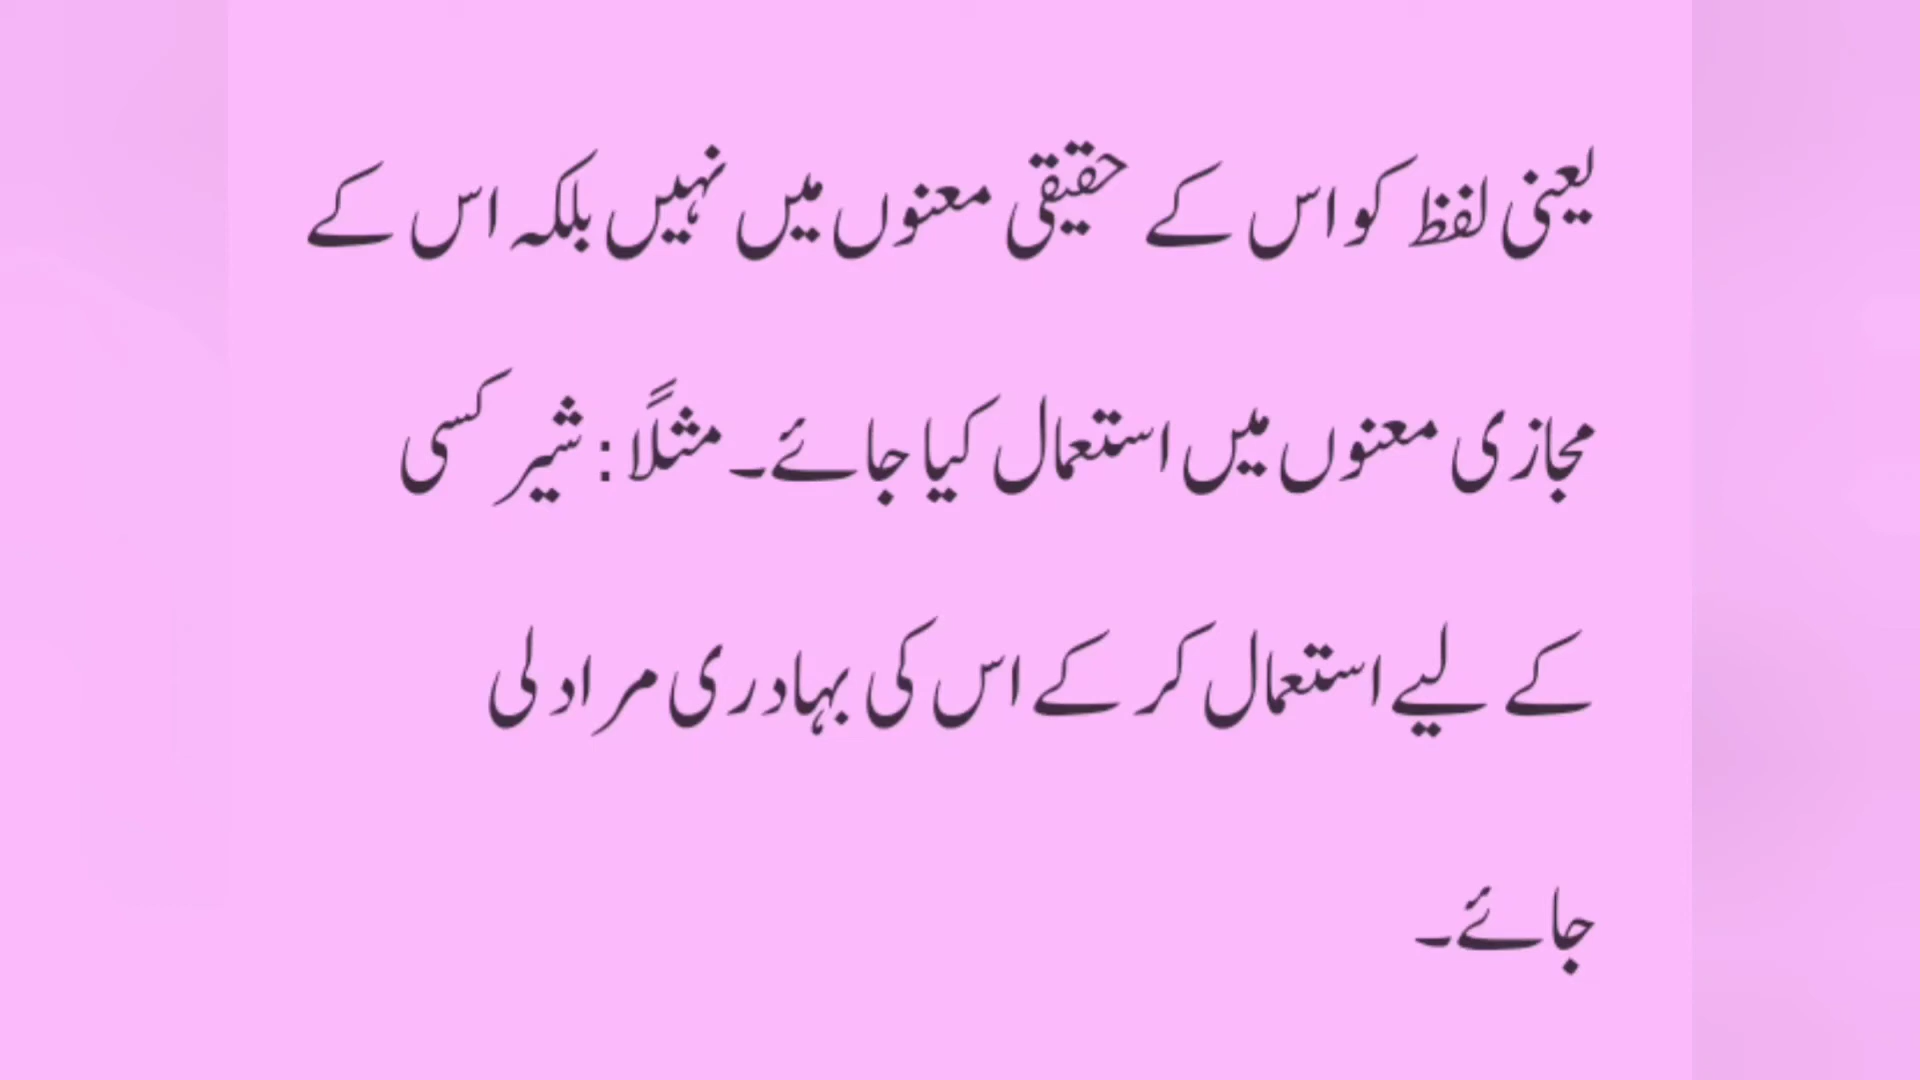 یعنی لفظ کو اس کے حقیقی معنوں میں نہیں بلکہ اس کے
مجازی معنوں میں استعمال کیا جائے۔ مثلاً : شیر کسی
کے لیے استعمال کر کے اس کی بہادری مراد لی
جائے۔